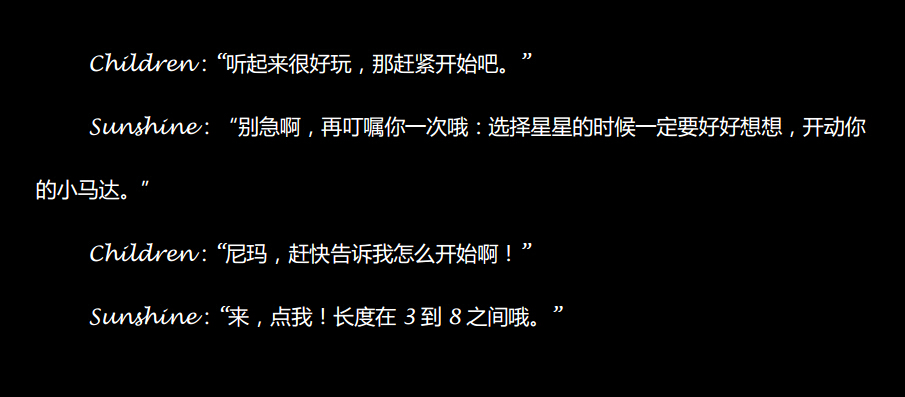 Children：“听起来很好玩，那赶紧开始吧。”
Sunshine：“别急啊，再叮嘱你一次哦：选择星星的时候一定要好好想想，开动你
的小马达。”
Children：“尼玛，赶快告诉我怎么开始啊！”
Sunshine：“来，点我！长度在 3 到 8 之间哦。”